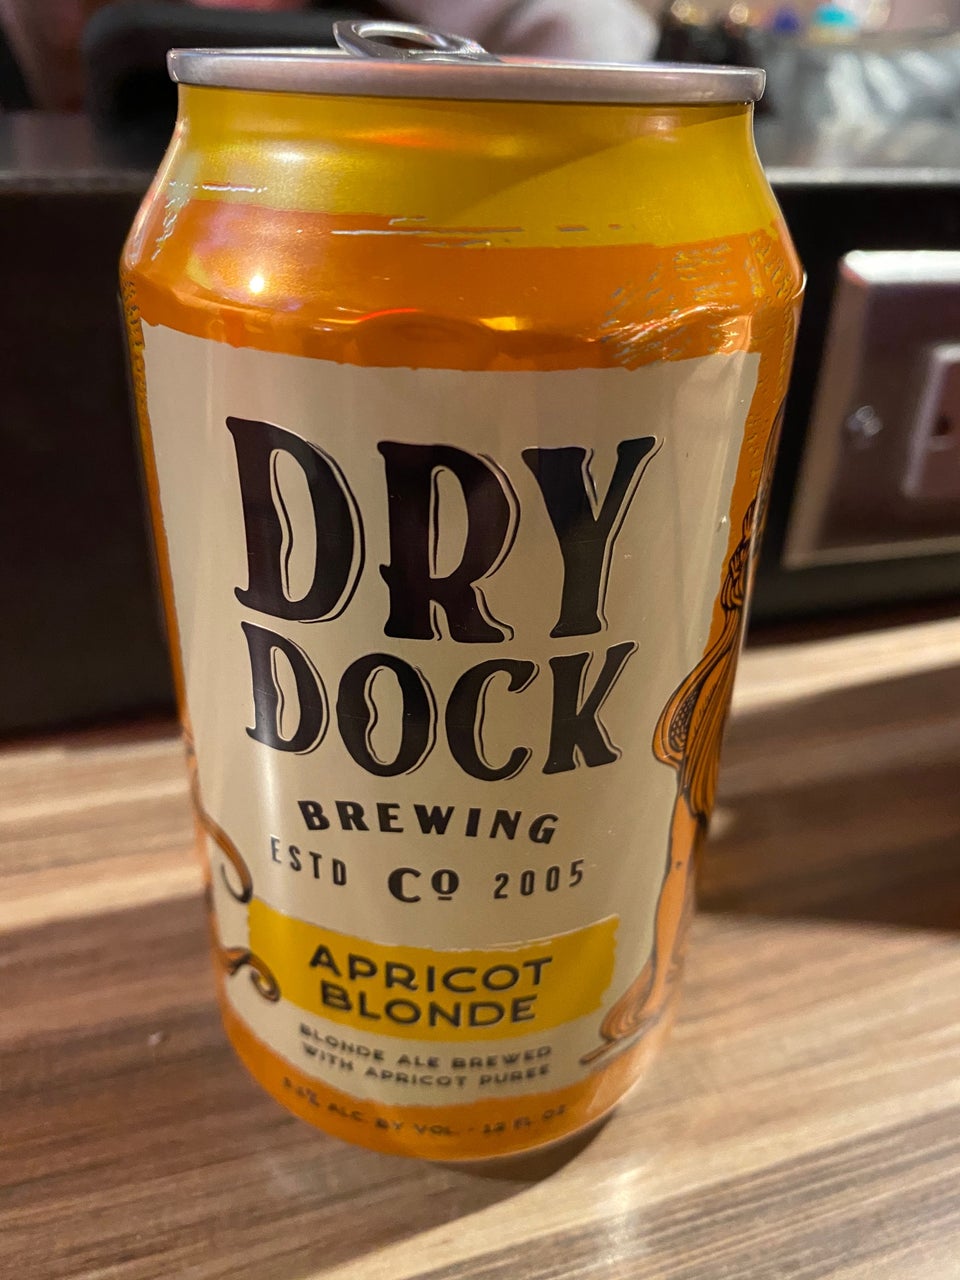 DRY
DOCK
BREWING
ESTD CO 2005
APRICOT
BLONDE
BLONDE ALE BREWED
WITH APRICOT PUREE
ALC. BY VOL. · 12 FL OZ